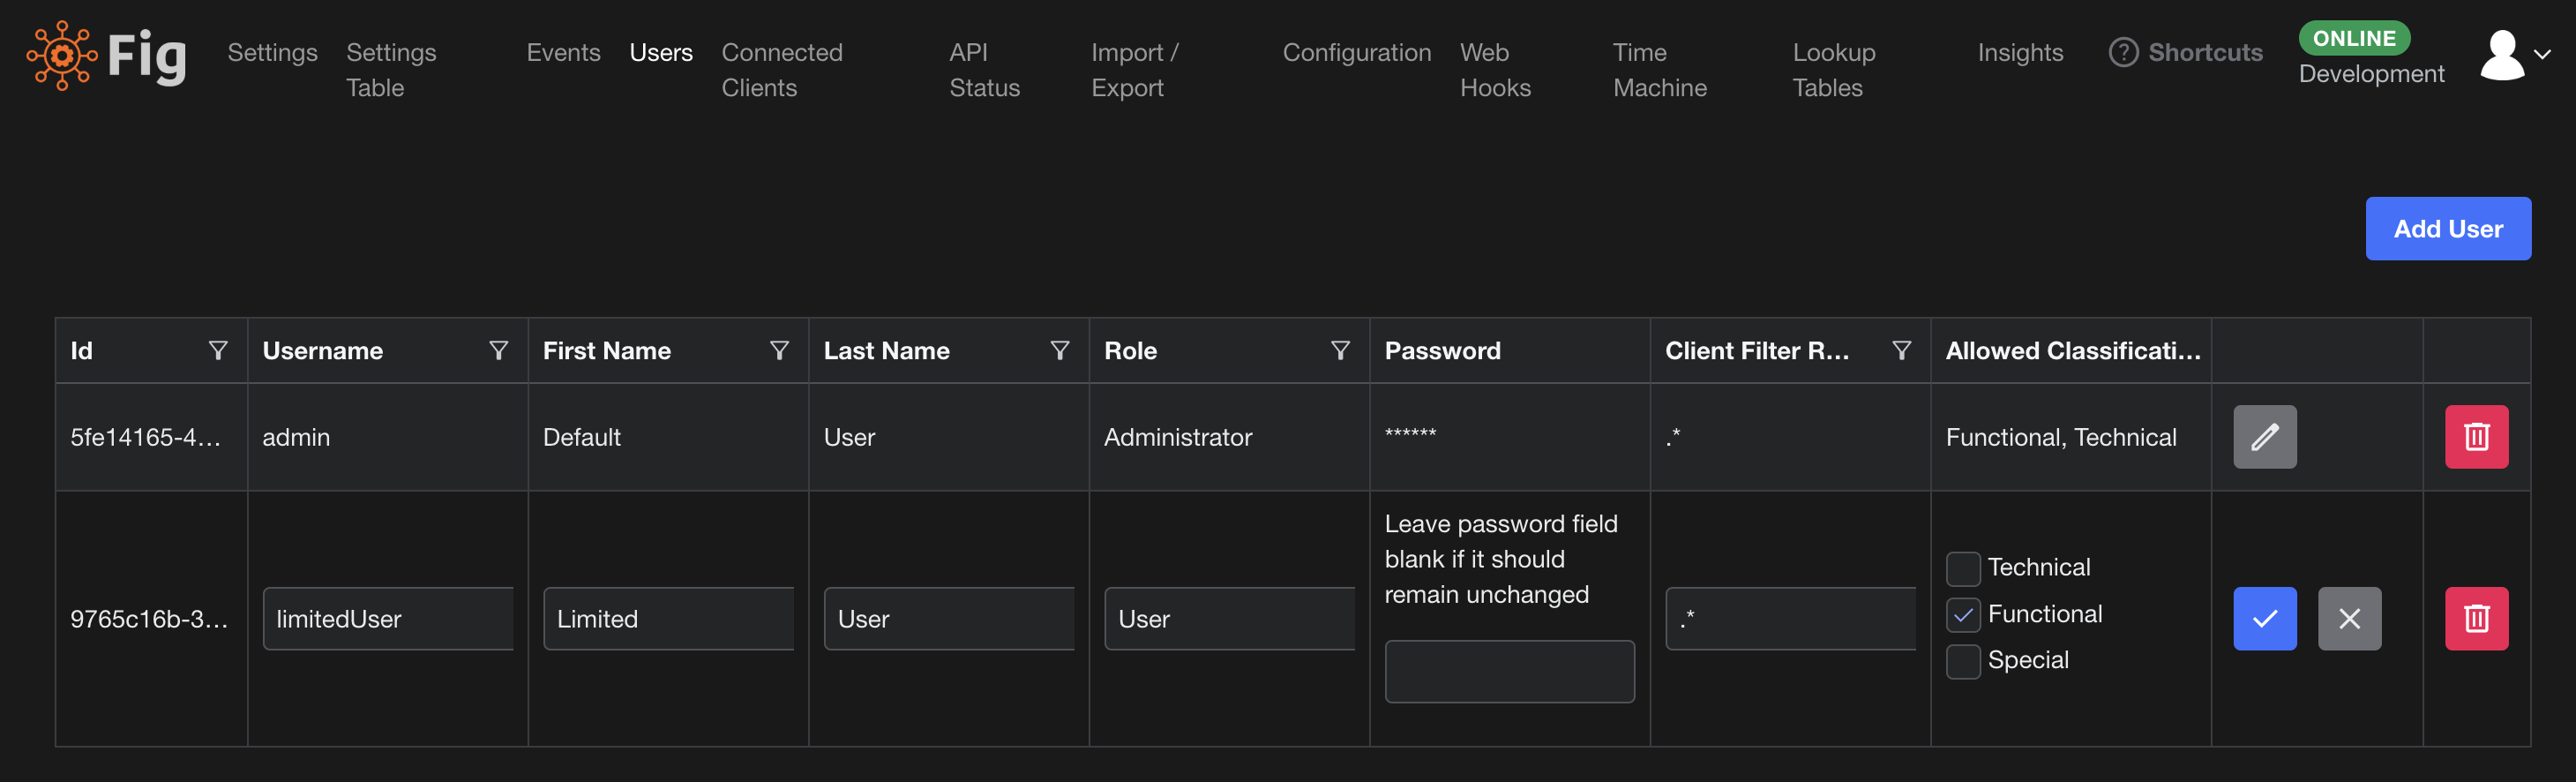 Fig
Settings
Settings
Table
Events
Users
Connected
Clients
API
Status
Import /
Export
Configuration
Web
Hooks
Time
Machine
Lookup
Tables
Insights
? Shortcuts
ONLINE
Development
Add User
Id
Username
First Name
Last Name
Role
Password
Client Filter R...
Allowed Classificati...
5fe14165-4...
admin
Default
User
Administrator
******
.*
Functional, Technical
9765c16b-3...
limitedUser
Limited
User
User
Leave password field
blank if it should
remain unchanged
.*
Technical
Functional
Special